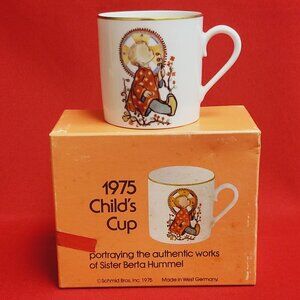 1975
Child's
Cup
portraying the authentic works
of Sister Berta Hummel
© Schmid Bros. Inc. 1975 Made in West Germany